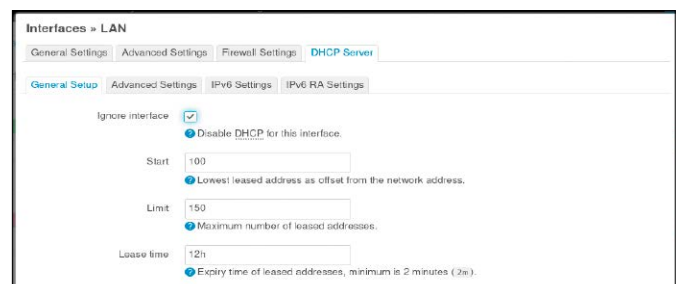 Interfaces » LAN
General Settings Advanced Settings Firewall Settings DHCP Server
General Setup Advanced Settings IPv6 Settings IPv6 RA Settings
Ignore interface
Disable DHCP for this interface.
Start 100
Lowest leased address as offset from the network address.
Limit 150
Maximum number of leased addresses.
Lease time 12h
Expiry time of leased addresses, minimum is 2 minutes (2m).